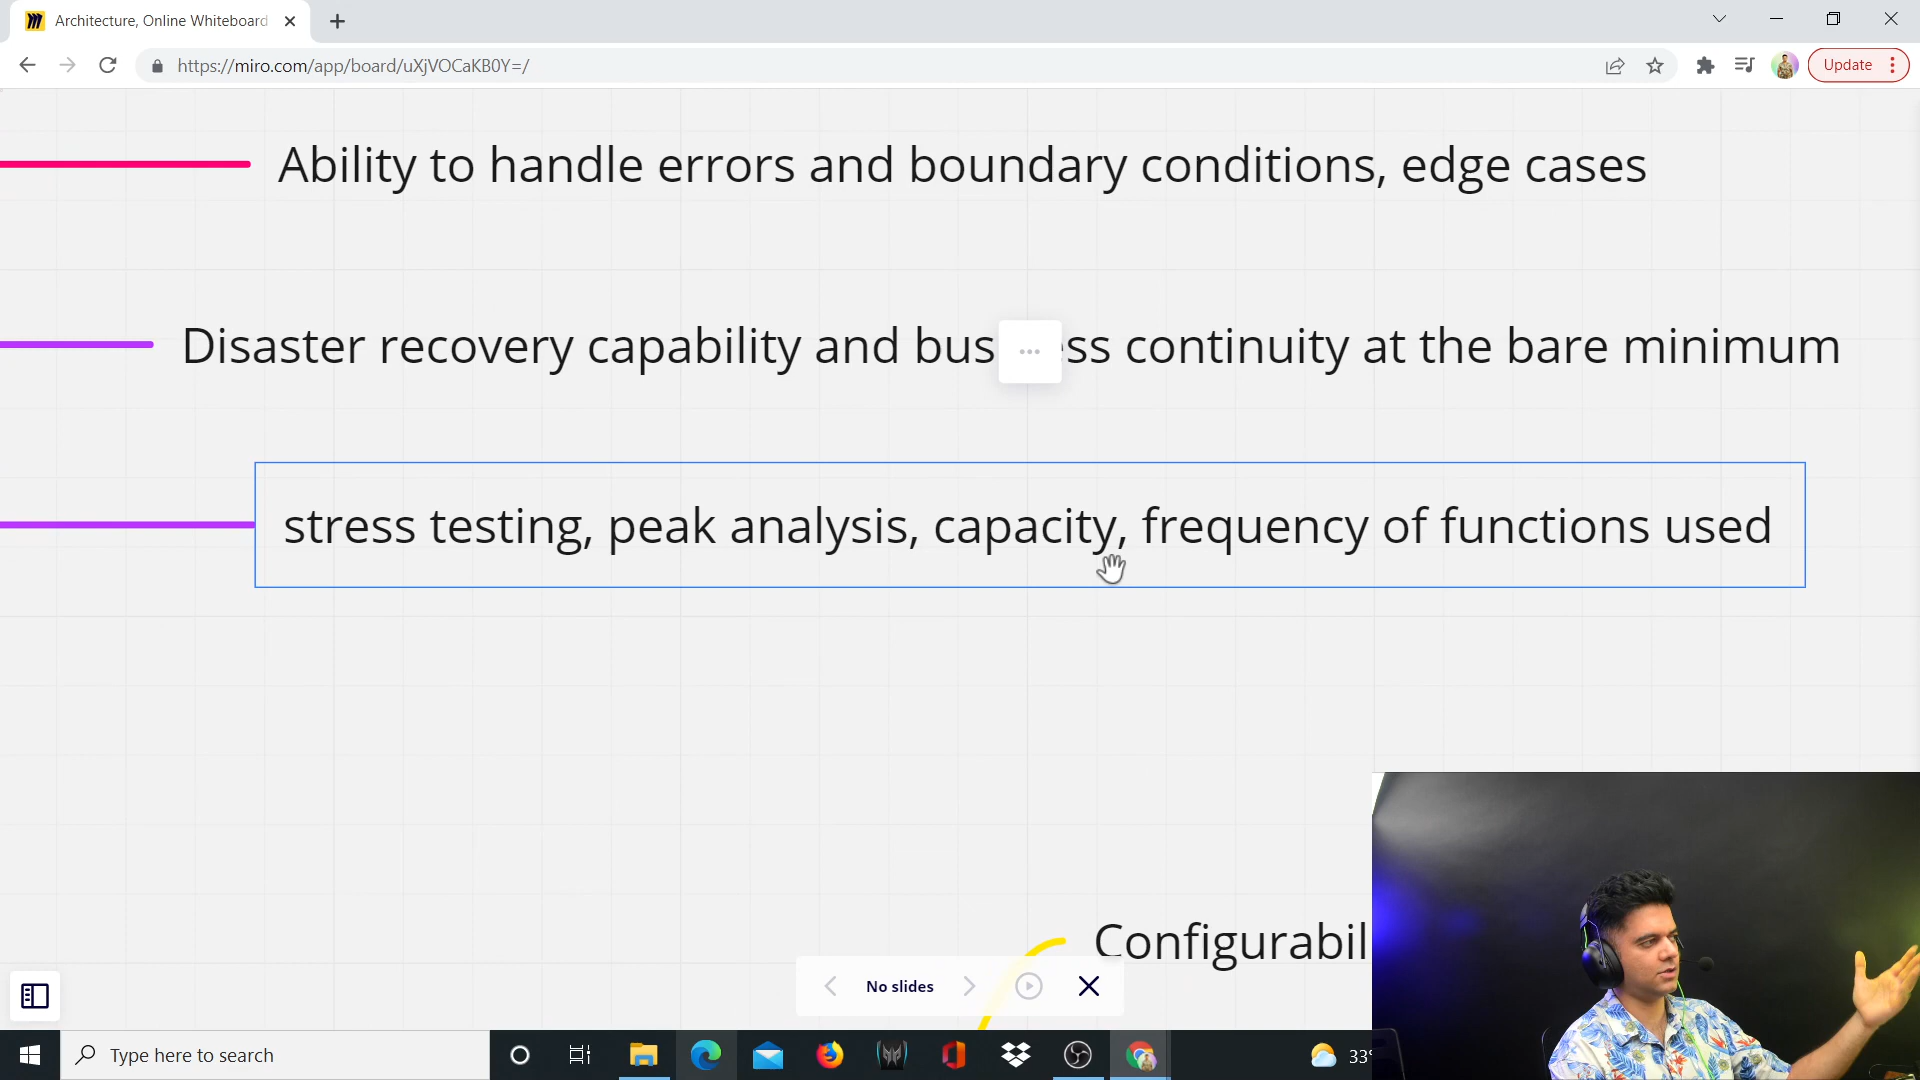 Architecture, Online Whiteboard
https://miro.com/app/board/uXjVOCaKB0Y=/
Update
Ability to handle errors and boundary conditions, edge cases
Disaster recovery capability and bus ss continuity at the bare minimum
stress testing, peak analysis, capacity, frequency of functions used
Configurabil
No slides
Type here to search
33°